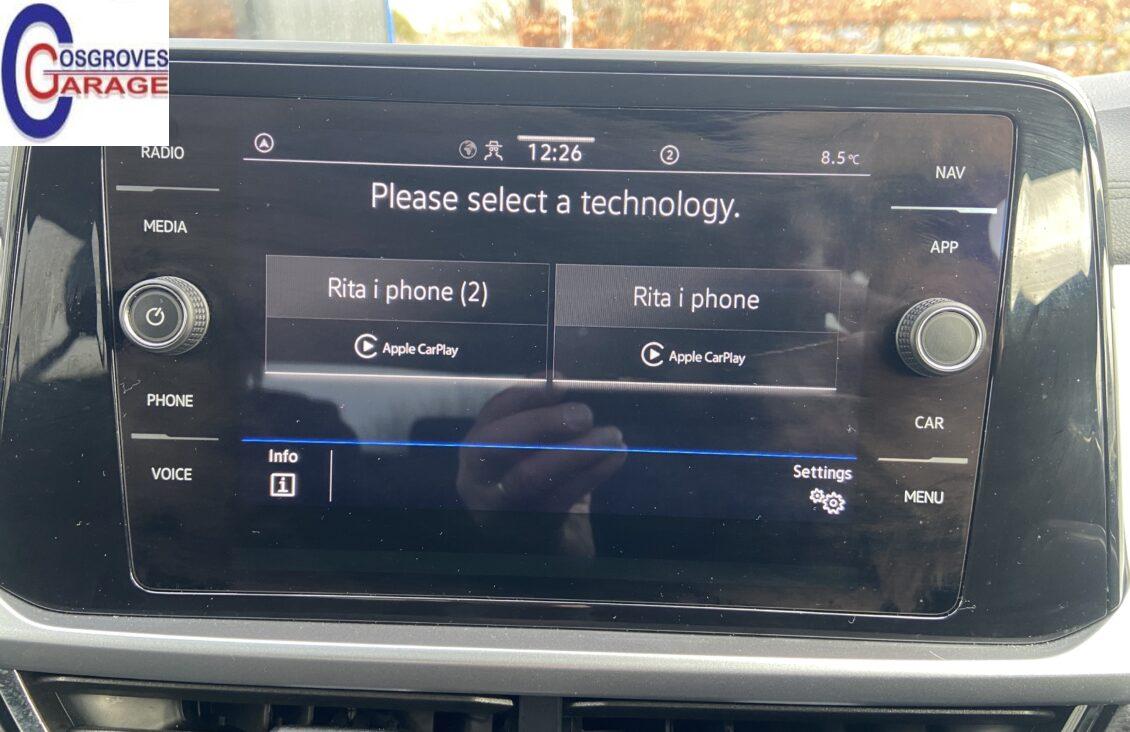 COSGROVES
GARAGE
RADIO
MEDIA
PHONE
VOICE
12:26
2
8.5°C
Please select a technology.
Rita i phone (2)
Apple CarPlay
Rita i phone
Apple CarPlay
Info
i
Settings
NAV
APP
CAR
MENU